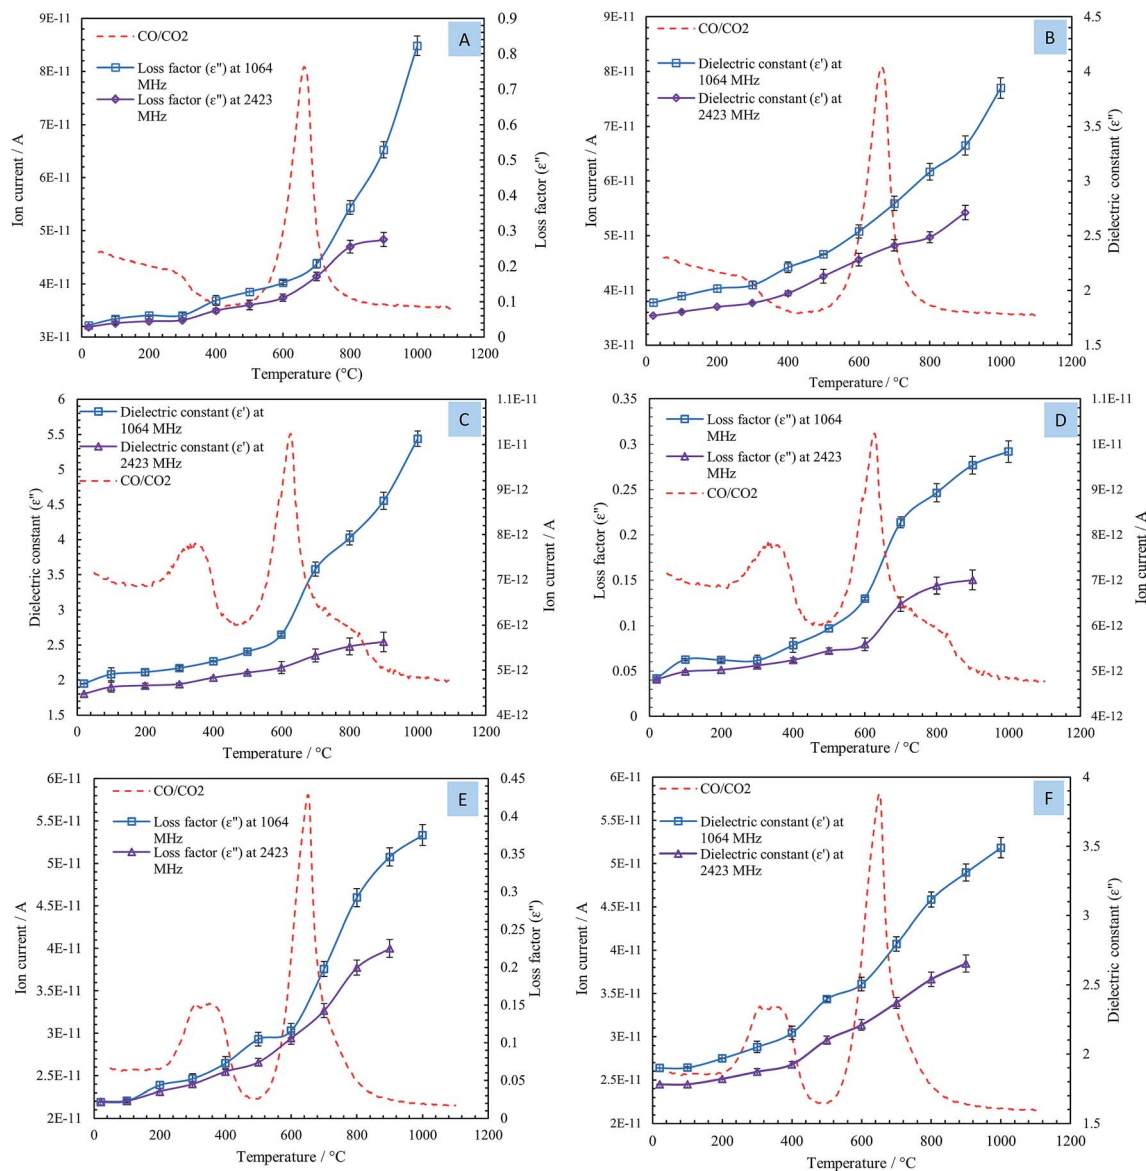 A
CO/CO2
Loss factor (ε") at 1064
MHz
Loss factor (ε") at 2423
MHz
9E-11
8E-11
7E-11
6E-11
5E-11
4E-11
3E-11
Ion current / A
0.9
0.8
0.7
0.6
0.5
0.4
0.3
0.2
0.1
0
Loss factor (ε")
0 200 400 600 800 1000 1200
Temperature (°C)
B
CO/CO2
Dielectric constant (ε') at
1064 MHz
Dielectric constant (ε') at
2423 MHz
9E-11
8E-11
7E-11
6E-11
5E-11
4E-11
3E-11
Ion current / A
4.5
4
3.5
3
2.5
2
1.5
Dielectric constant (ε")
0 200 400 600 800 1000 1200
Temperature / °C
C
Dielectric constant (ε') at
1064 MHz
Dielectric constant (ε') at
2423 MHz
CO/CO2
6
5.5
5
4.5
4
3.5
3
2.5
2
1.5
Dielectric constant (ε")
1.1E-11
1E-11
9E-12
8E-12
7E-12
6E-12
5E-12
4E-12
Ion current / A
0 200 400 600 800 1000 1200
Temperature / °C
D
Loss factor (ε") at 1064
MHz
Loss factor (ε") at 2423
MHz
CO/CO2
0.35
0.3
0.25
0.2
0.15
0.1
0.05
0
Loss factor (ε")
1.1E-11
1E-11
9E-12
8E-12
7E-12
6E-12
5E-12
4E-12
Ion current / A
0 200 400 600 800 1000 1200
Temperature / °C
E
CO/CO2
Loss factor (ε") at 1064
MHz
Loss factor (ε") at 2423
MHz
6E-11
5.5E-11
5E-11
4.5E-11
4E-11
3.5E-11
3E-11
2.5E-11
2E-11
Ion current / A
0.45
0.4
0.35
0.3
0.25
0.2
0.15
0.1
0.05
0
Loss factor (ε")
0 200 400 600 800 1000 1200
Temperature / °C
F
CO/CO2
Dielectric constant (ε') at
1064 MHz
Dielectric constant (ε') at
2423 MHz
6E-11
5.5E-11
5E-11
4.5E-11
4E-11
3.5E-11
3E-11
2.5E-11
2E-11
Ion current / A
4
3.5
3
2.5
2
1.5
Dielectric constant (ε")
0 200 400 600 800 1000 1200
Temperature / °C